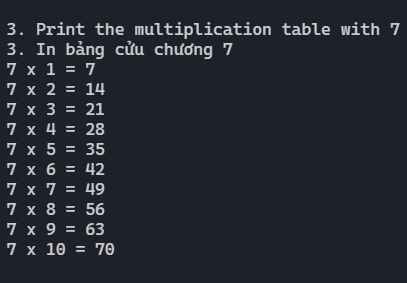 3. Print the multiplication table with 7
3. In bảng cửu chương 7
7 x 1 = 7
7 x 2 = 14
7 x 3 = 21
7 x 4 = 28
7 x 5 = 35
7 x 6 = 42
7 x 7 = 49
7 x 8 = 56
7 x 9 = 63
7 x 10 = 70